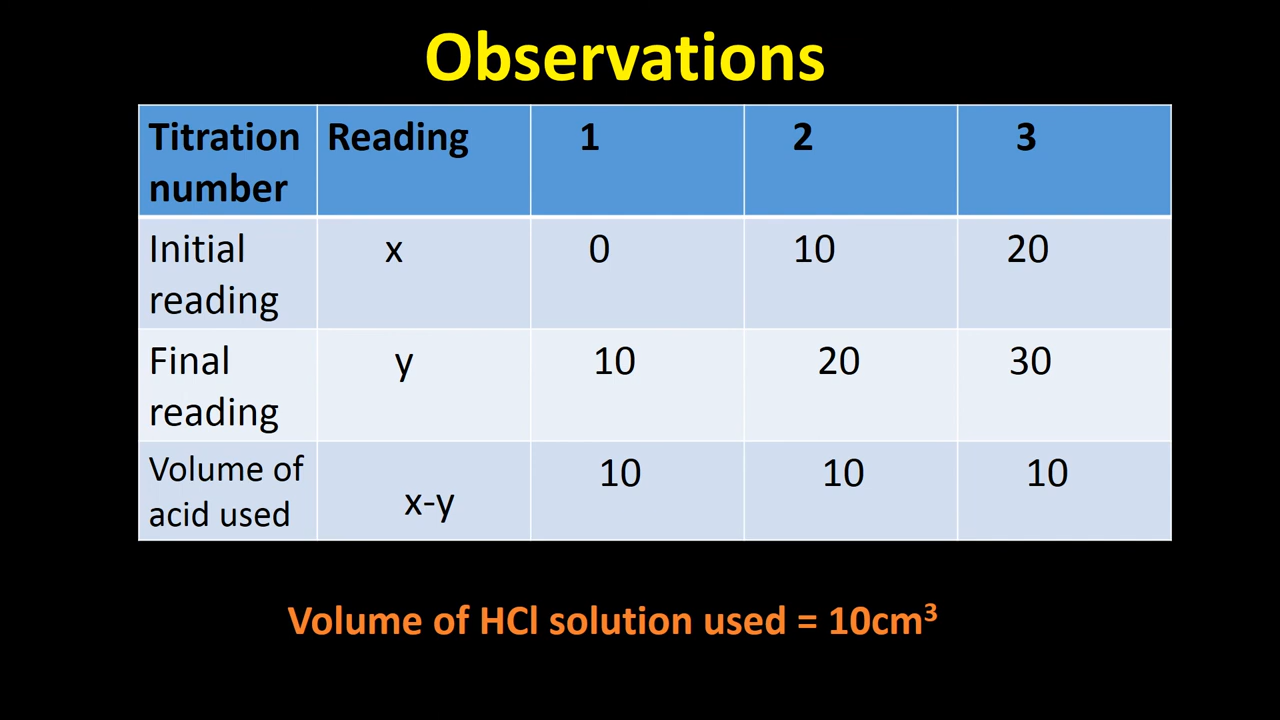 Observations
Titration number Reading 1 2 3
Initial reading x 0 10 20
Final reading y 10 20 30
Volume of acid used x-y 10 10 10
Volume of HCl solution used = 10cm³